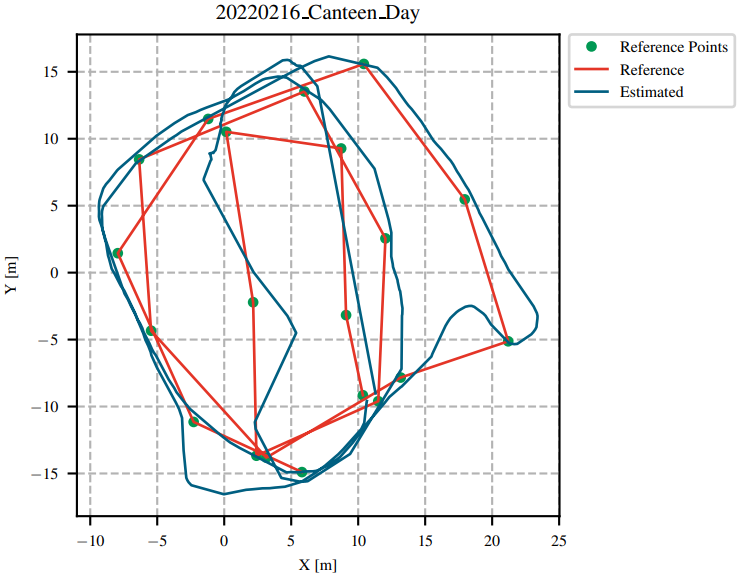 20220216_Canteen_Day
Reference Points
Reference
Estimated
15
10
5
0
−5
−10
−15
Y [m]
−10 −5 0 5 10 15 20 25
X [m]